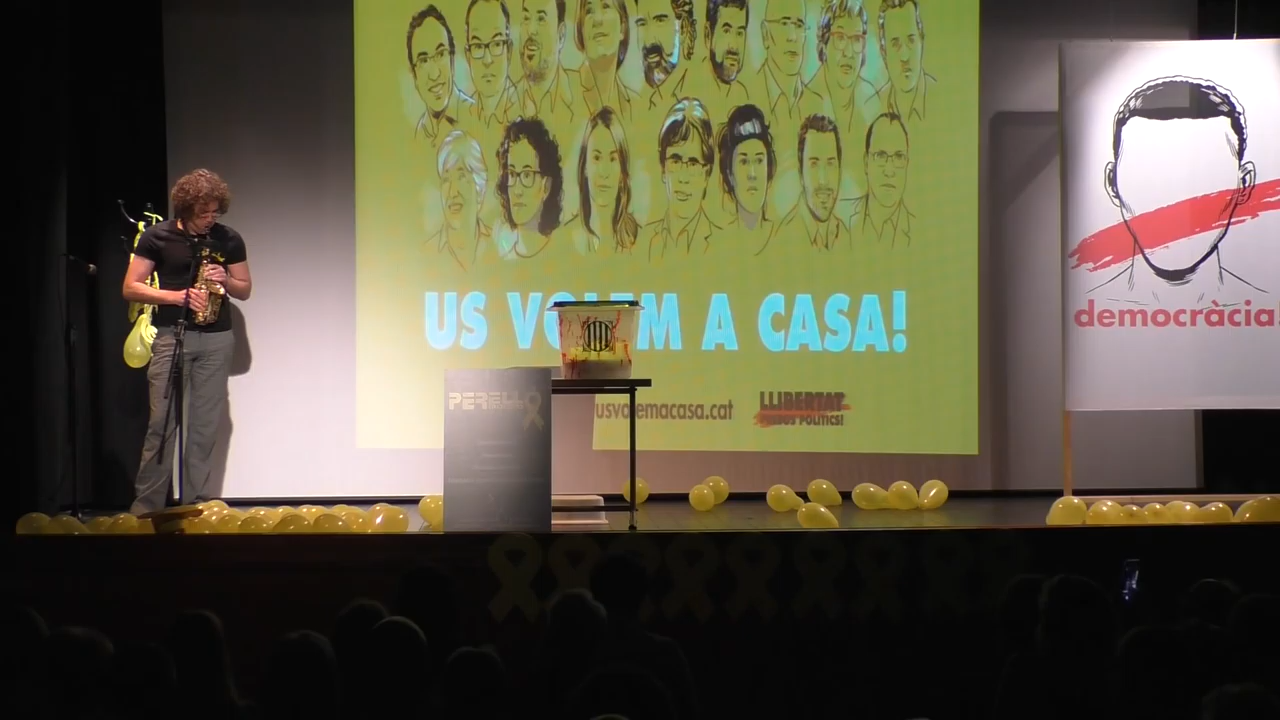 US VOLEM A CASA!
PERELLÓ
usvolemacasa.cat
LLIBERTAT
PRESOS POLÍTICS!
democràcia